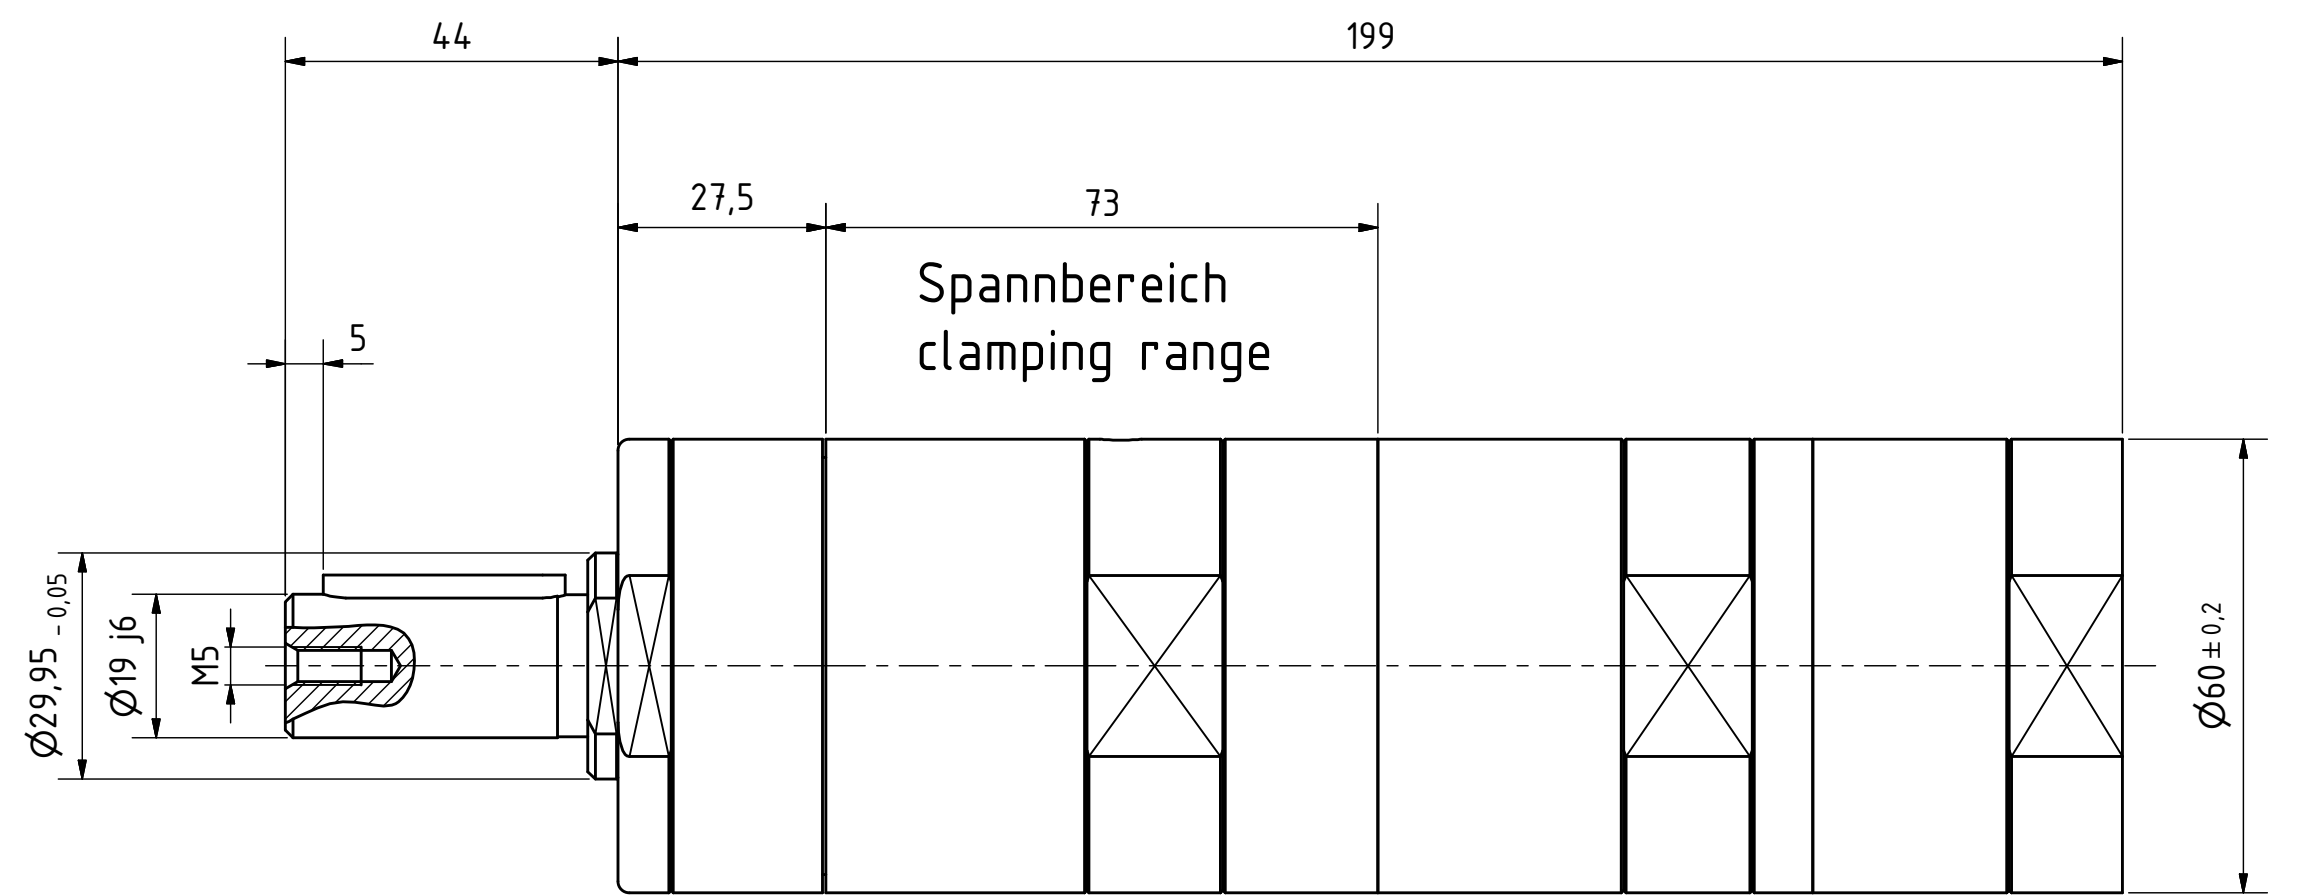 44
199
27,5
73
Spannbereich
clamping range
5
Ø29,95 - 0,05
Ø19 j6
M5
Ø60 ± 0,2